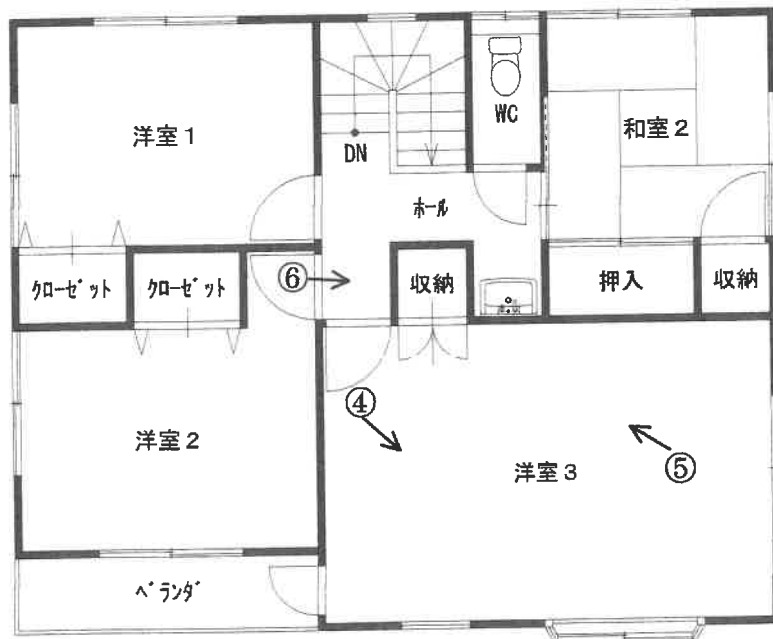 WC
和室2
洋室1
DN
ホール
クローゼット
クローゼット
⑥
収納
押入
収納
④
洋室2
洋室3
⑤
ベランダ